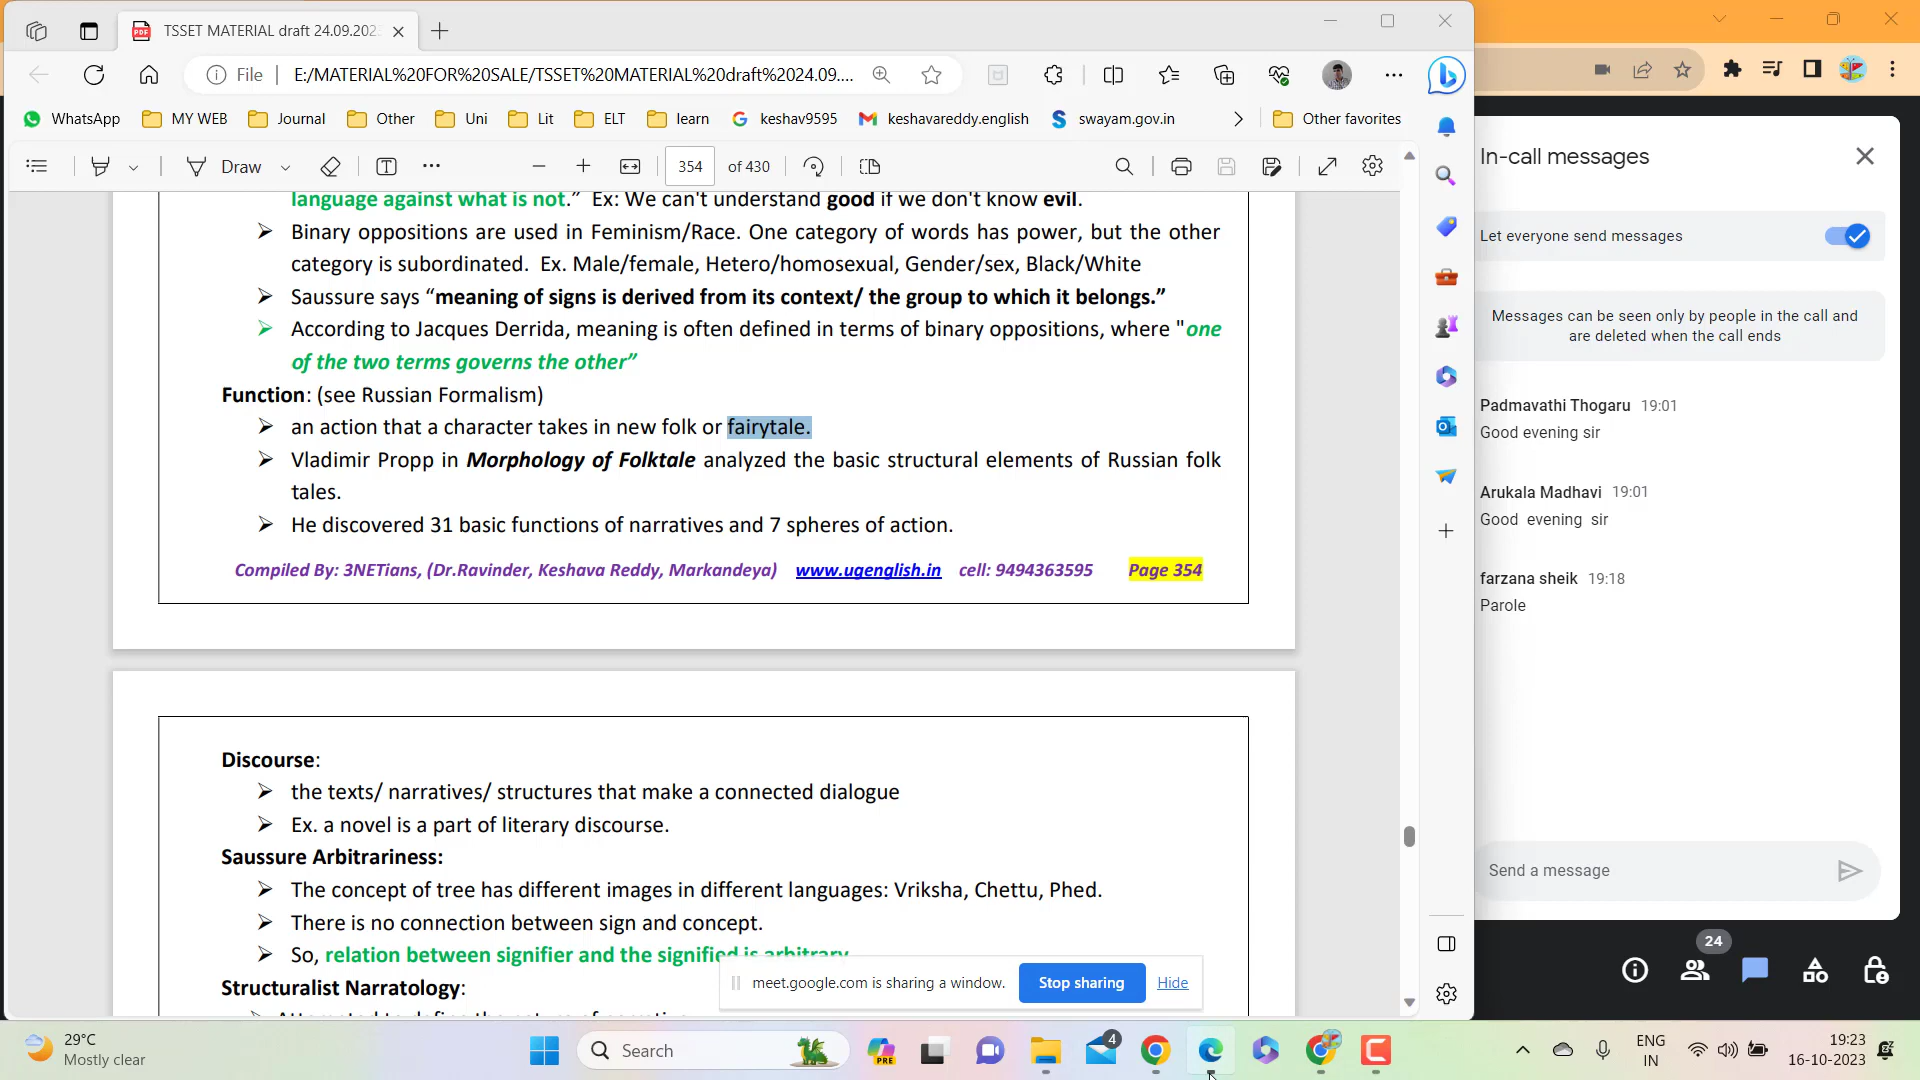 TSSET MATERIAL draft 24.09.202
File
E:/MATERIAL%20FOR%20SALE/TSSET%20MATERIAL%20draft%2024.09....
WhatsApp
MY WEB
Journal
Other
Uni
Lit
ELT
learn
keshav9595
keshavareddy.english
swayam.gov.in
Other favorites
Draw
354
of 430
language against what is not.” Ex: We can't understand good if we don't know evil.
➢ Binary oppositions are used in Feminism/Race. One category of words has power, but the other
category is subordinated. Ex. Male/female, Hetero/homosexual, Gender/sex, Black/White
➢ Saussure says “meaning of signs is derived from its context/ the group to which it belongs.”
➢ According to Jacques Derrida, meaning is often defined in terms of binary oppositions, where "one
of the two terms governs the other”
Function: (see Russian Formalism)
➢ an action that a character takes in new folk or fairytale.
➢ Vladimir Propp in Morphology of Folktale analyzed the basic structural elements of Russian folk
tales.
➢ He discovered 31 basic functions of narratives and 7 spheres of action.
Compiled By: 3NETians, (Dr.Ravinder, Keshava Reddy, Markandeya) www.ugenglish.in cell: 9494363595 Page 354
Discourse:
➢ the texts/ narratives/ structures that make a connected dialogue
➢ Ex. a novel is a part of literary discourse.
Saussure Arbitrariness:
➢ The concept of tree has different images in different languages: Vriksha, Chettu, Phed.
➢ There is no connection between sign and concept.
➢ So, relation between signifier and the signified is arbitrary
Structuralist Narratology:
meet.google.com is sharing a window.
Stop sharing
Hide
In-call messages
Let everyone send messages
Messages can be seen only by people in the call and
are deleted when the call ends
Padmavathi Thogaru 19:01
Good evening sir
Arukala Madhavi 19:01
Good evening sir
farzana sheik 19:18
Parole
Send a message
24
29°C
Mostly clear
Search
PRE
4
ENG
IN
19:23
16-10-2023